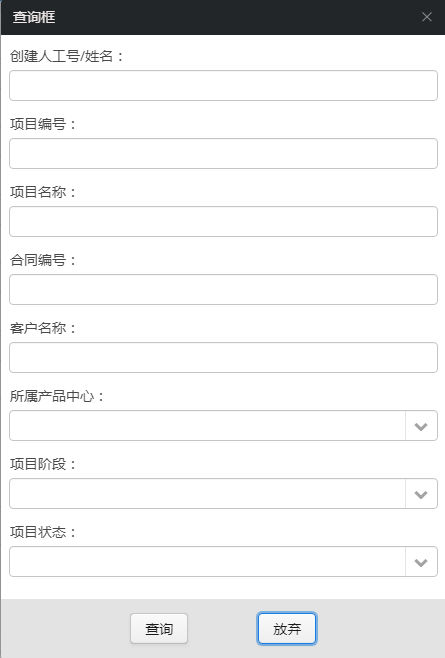 查询框
创建人工号/姓名：
项目编号：
项目名称：
合同编号：
客户名称：
所属产品中心：
项目阶段：
项目状态：
查询 放弃